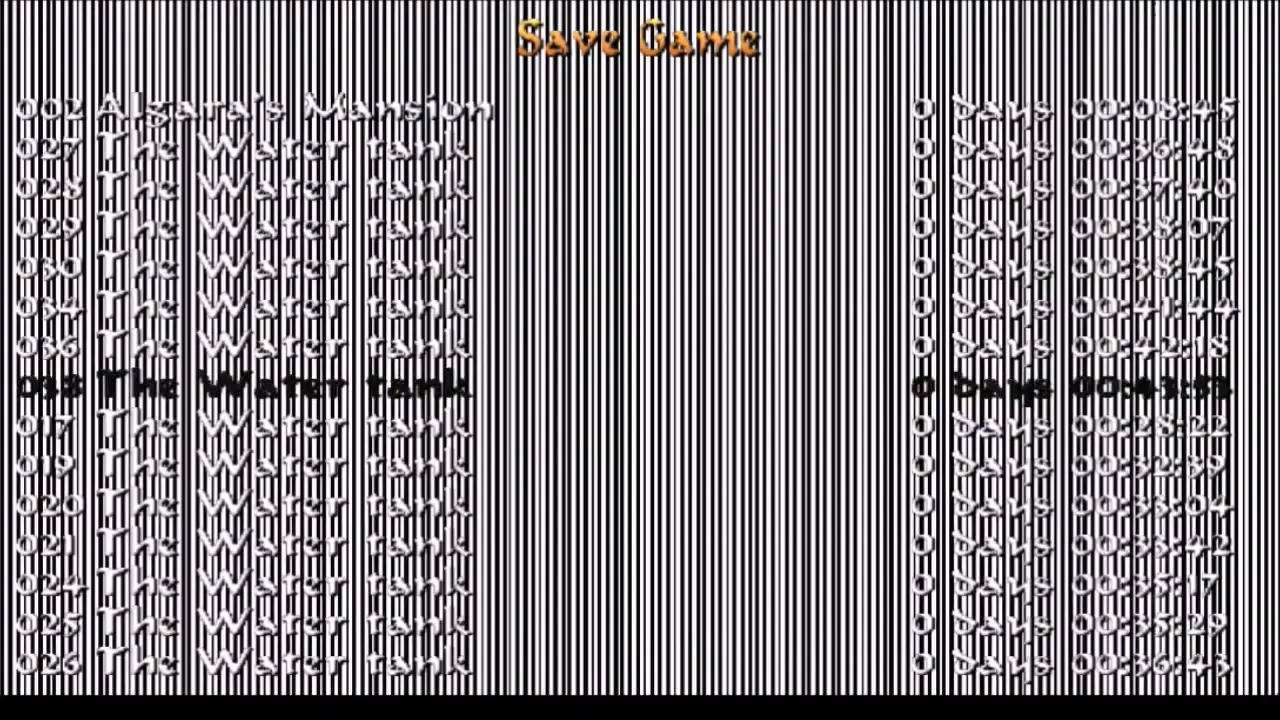 Save Game
002 Algara's Mansion 0 Days 00:08:45
027 The Water tank 0 Days 00:36:48
028 The Water tank 0 Days 00:37:40
029 The Water tank 0 Days 00:38:07
030 The Water tank 0 Days 00:38:45
034 The Water tank 0 Days 00:41:44
036 The Water tank 0 Days 00:42:18
038 The Water tank 0 Days 00:43:53
017 The Water tank 0 Days 00:28:22
019 The Water tank 0 Days 00:32:39
020 The Water tank 0 Days 00:33:04
021 The Water tank 0 Days 00:33:42
024 The Water tank 0 Days 00:35:17
025 The Water tank 0 Days 00:35:29
026 The Water tank 0 Days 00:36:43